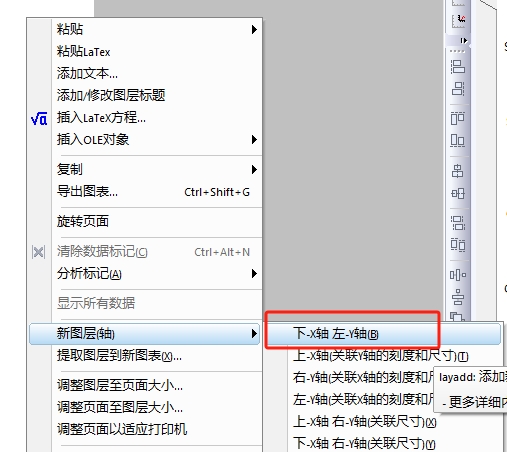 粘贴
粘贴LaTex
添加文本...
添加/修改图层标题
插入LaTeX方程...
插入OLE对象
复制
导出图表... Ctrl+Shift+G
旋转页面
清除数据标记(C) Ctrl+Alt+N
分析标记(A)
显示所有数据
新图层(轴)
下-X轴 左-Y轴(B)
提取图层到新图表(X)...
上-X轴(关联Y轴的刻度和尺寸)(T)
右-Y轴(关联X轴的刻度和尺
layadd: 添加
调整图层至页面大小...
左-Y轴(关联X轴的刻度和尺
- 更多详细内
调整页面至图层大小...
上-X轴 右-Y轴(关联尺寸)(X)
调整页面以适应打印机
下-X轴 右-Y轴(关联尺寸)(Y)